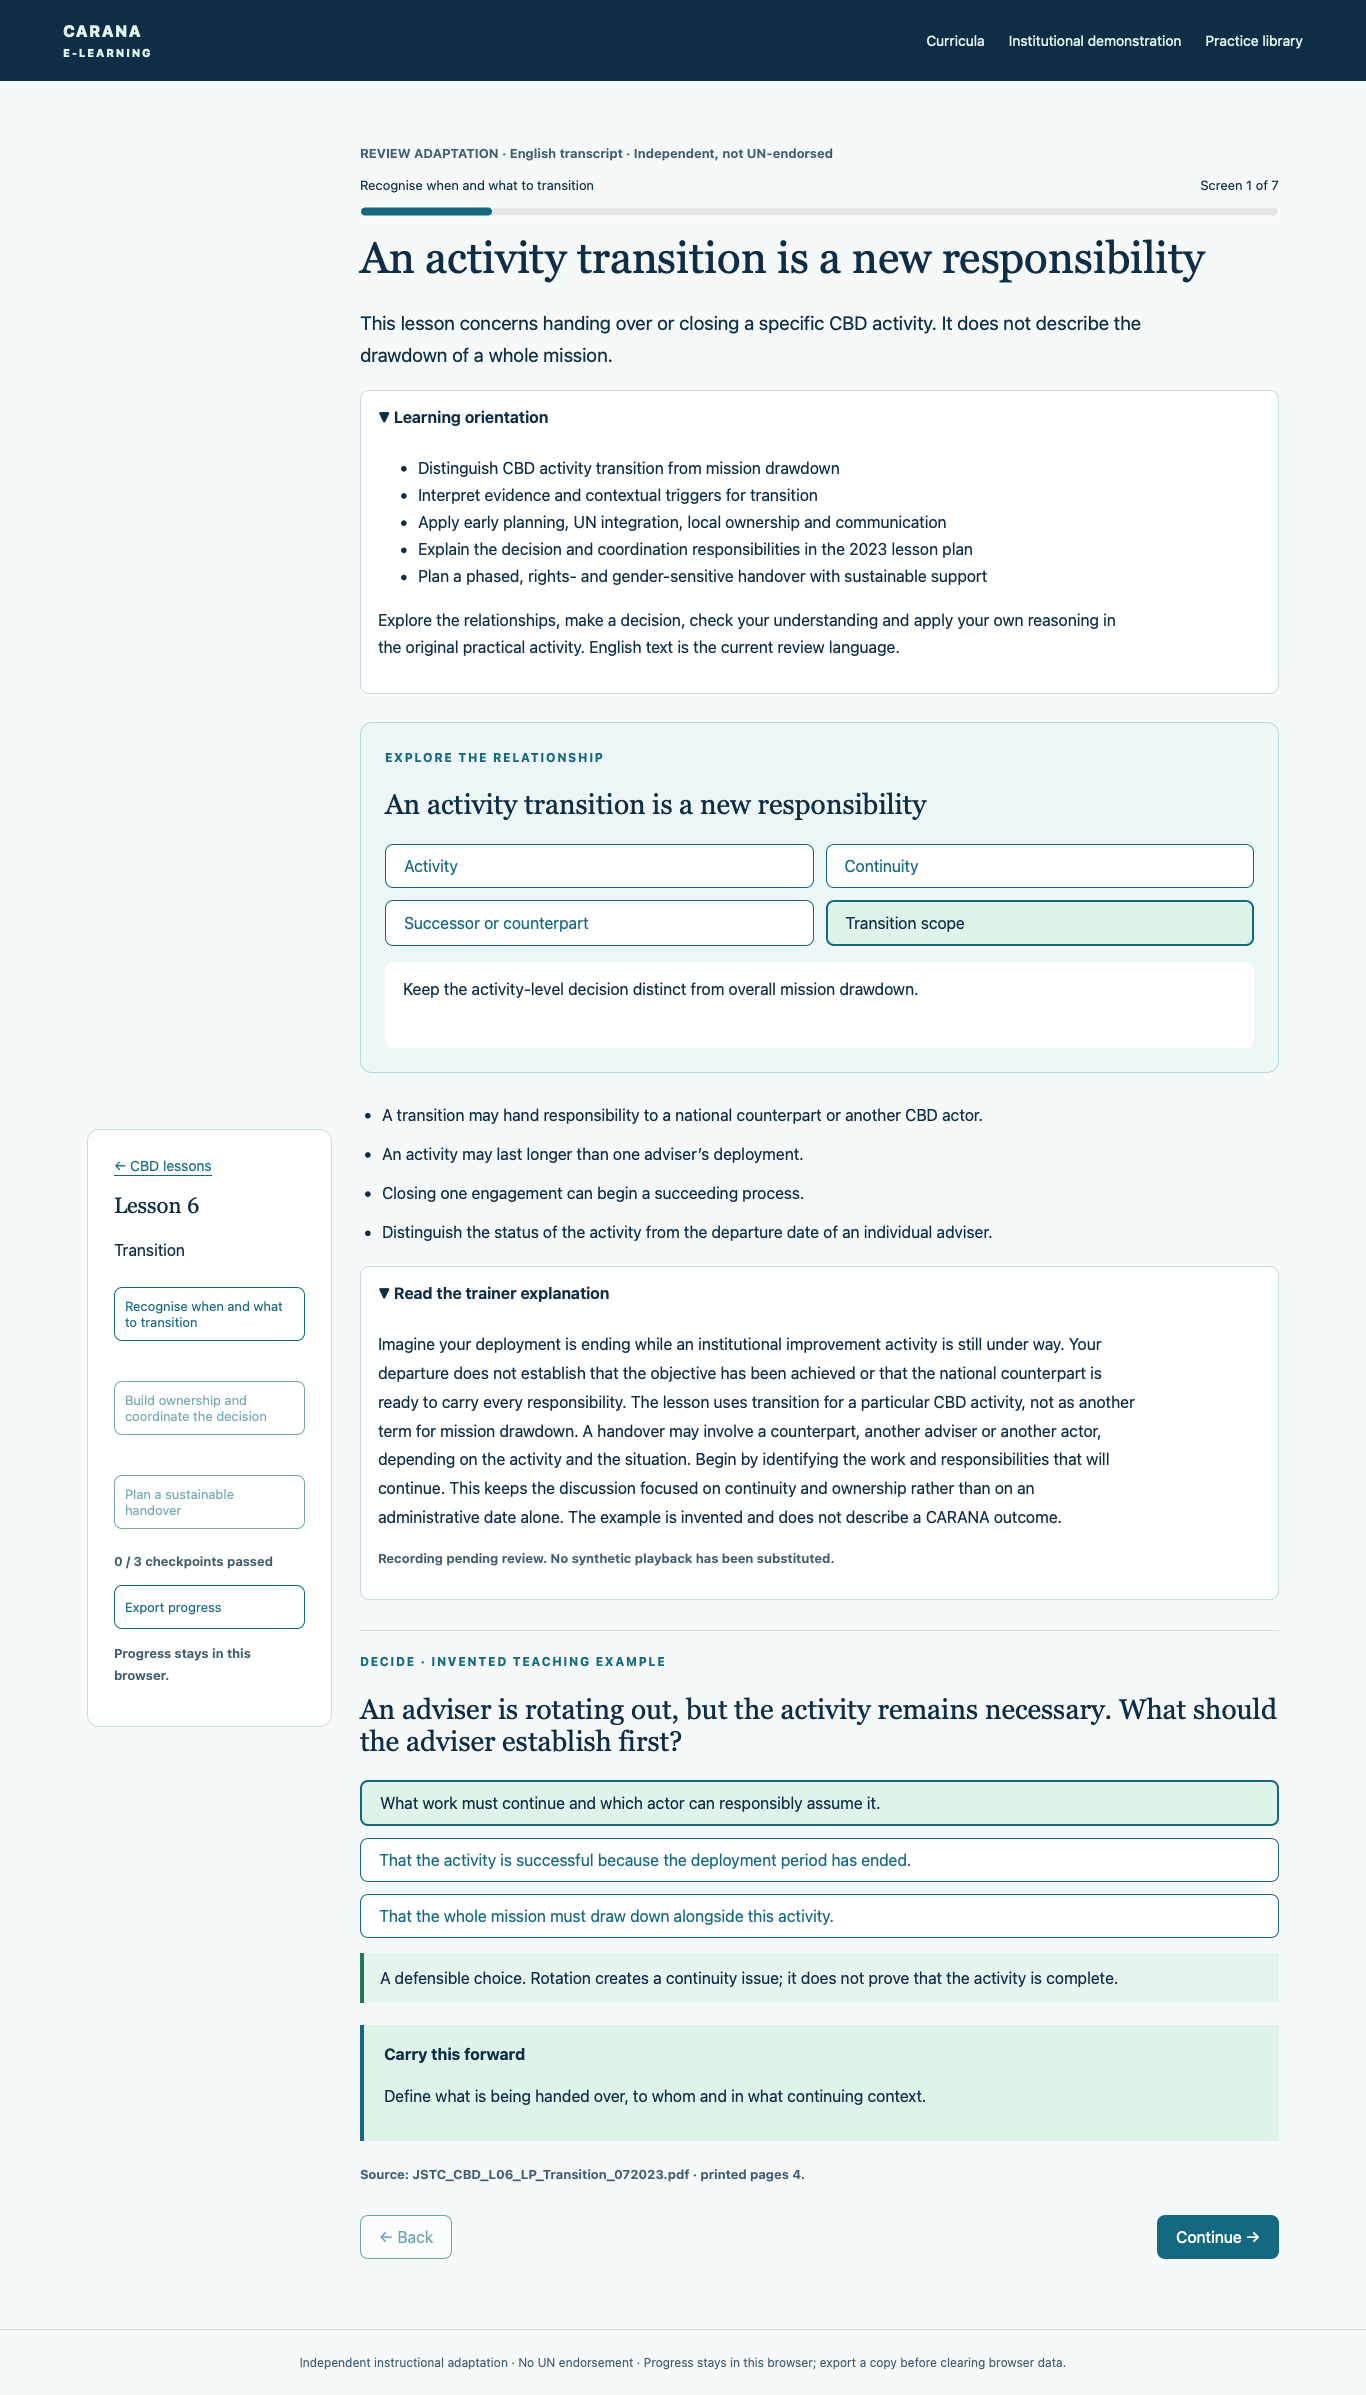 CARANA
E-LEARNING
Curricula
Institutional demonstration
Practice library
REVIEW ADAPTATION · English transcript · Independent, not UN-endorsed
Recognise when and what to transition
Screen 1 of 7
An activity transition is a new responsibility
This lesson concerns handing over or closing a specific CBD activity. It does not describe the
drawdown of a whole mission.
▼ Learning orientation
• Distinguish CBD activity transition from mission drawdown
• Interpret evidence and contextual triggers for transition
• Apply early planning, UN integration, local ownership and communication
• Explain the decision and coordination responsibilities in the 2023 lesson plan
• Plan a phased, rights- and gender-sensitive handover with sustainable support
Explore the relationships, make a decision, check your understanding and apply your own reasoning in
the original practical activity. English text is the current review language.
EXPLORE THE RELATIONSHIP
An activity transition is a new responsibility
Activity
Continuity
Successor or counterpart
Transition scope
Keep the activity-level decision distinct from overall mission drawdown.
• A transition may hand responsibility to a national counterpart or another CBD actor.
• An activity may last longer than one adviser’s deployment.
• Closing one engagement can begin a succeeding process.
• Distinguish the status of the activity from the departure date of an individual adviser.
← CBD lessons
Lesson 6
Transition
Recognise when and what
to transition
Build ownership and
coordinate the decision
Plan a sustainable
handover
0 / 3 checkpoints passed
Export progress
Progress stays in this
browser.
▼ Read the trainer explanation
Imagine your deployment is ending while an institutional improvement activity is still under way. Your
departure does not establish that the objective has been achieved or that the national counterpart is
ready to carry every responsibility. The lesson uses transition for a particular CBD activity, not as another
term for mission drawdown. A handover may involve a counterpart, another adviser or another actor,
depending on the activity and the situation. Begin by identifying the work and responsibilities that will
continue. This keeps the discussion focused on continuity and ownership rather than on an
administrative date alone. The example is invented and does not describe a CARANA outcome.
Recording pending review. No synthetic playback has been substituted.
DECIDE · INVENTED TEACHING EXAMPLE
An adviser is rotating out, but the activity remains necessary. What should
the adviser establish first?
What work must continue and which actor can responsibly assume it.
That the activity is successful because the deployment period has ended.
That the whole mission must draw down alongside this activity.
A defensible choice. Rotation creates a continuity issue; it does not prove that the activity is complete.
Carry this forward
Define what is being handed over, to whom and in what continuing context.
Source: JSTC_CBD_L06_LP_Transition_072023.pdf · printed pages 4.
← Back
Continue →
Independent instructional adaptation · No UN endorsement · Progress stays in this browser; export a copy before clearing browser data.